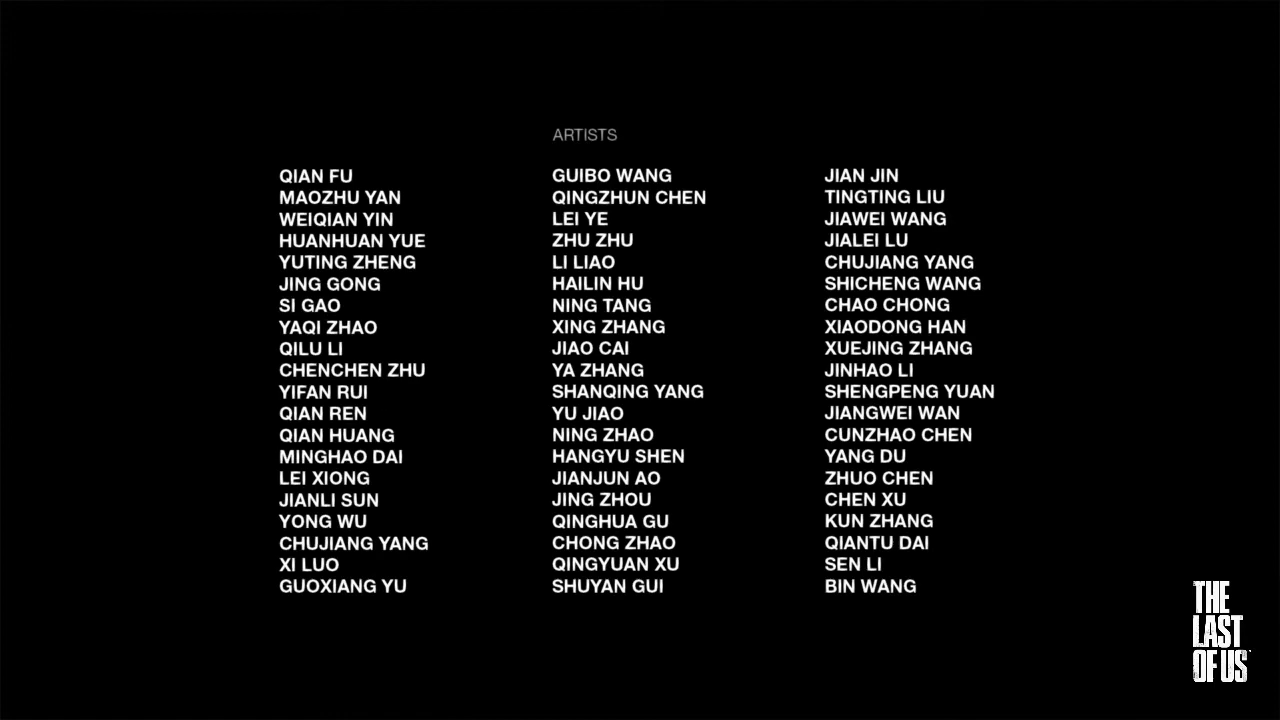 ARTISTS
QIAN FU
MAOZHU YAN
WEIQIAN YIN
HUANHUAN YUE
YUTING ZHENG
JING GONG
SI GAO
YAQI ZHAO
QILU LI
CHENCHEN ZHU
YIFAN RUI
QIAN REN
QIAN HUANG
MINGHAO DAI
LEI XIONG
JIANLI SUN
YONG WU
CHUJIANG YANG
XI LUO
GUOXIANG YU
GUIBO WANG
QINGZHUN CHEN
LEI YE
ZHU ZHU
LI LIAO
HAILIN HU
NING TANG
XING ZHANG
JIAO CAI
YA ZHANG
SHANQING YANG
YU JIAO
NING ZHAO
HANGYU SHEN
JIANJUN AO
JING ZHOU
QINGHUA GU
CHONG ZHAO
QINGYUAN XU
SHUYAN GUI
JIAN JIN
TINGTING LIU
JIAWEI WANG
JIALEI LU
CHUJIANG YANG
SHICHENG WANG
CHAO CHONG
XIAODONG HAN
XUEJING ZHANG
JINHAO LI
SHENGPENG YUAN
JIANGWEI WAN
CUNZHAO CHEN
YANG DU
ZHUO CHEN
CHEN XU
KUN ZHANG
QIANTU DAI
SEN LI
BIN WANG
THE
LAST
OF US